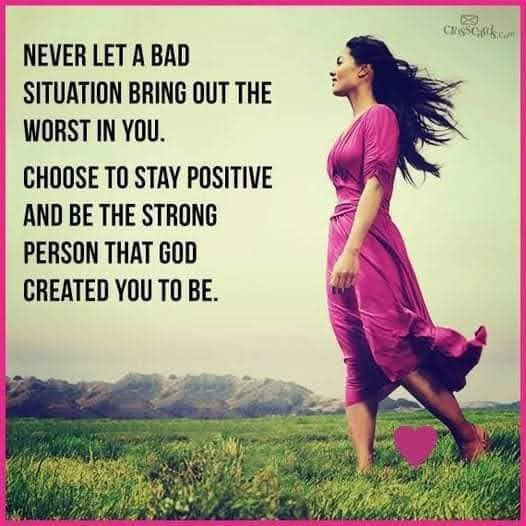 crosscards.com
NEVER LET A BAD
SITUATION BRING OUT THE
WORST IN YOU.
CHOOSE TO STAY POSITIVE
AND BE THE STRONG
PERSON THAT GOD
CREATED YOU TO BE.